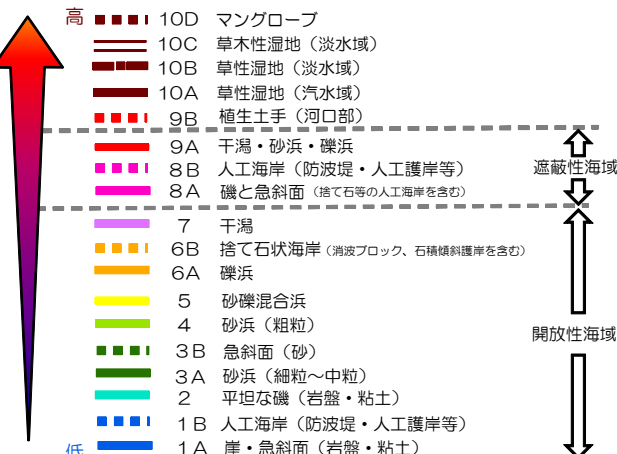 高
10D マングローブ
10C 草木性湿地（淡水域）
10B 草性湿地（淡水域）
10A 草性湿地（汽水域）
9B 植生土手（河口部）
9A 干潟・砂浜・礫浜
8B 人工海岸（防波堤・人工護岸等）
遮蔽性海域
8A 磯と急斜面（捨て石等の人工海岸を含む）
7 干潟
6B 捨て石状海岸（消波ブロック、石積傾斜護岸を含む）
6A 礫浜
5 砂礫混合浜
4 砂浜（粗粒）
開放性海域
3B 急斜面（砂）
3A 砂浜（細粒～中粒）
2 平坦な磯（岩盤・粘土）
1B 人工海岸（防波堤・人工護岸等）
低
1A 崖・急斜面（岩盤・粘土）